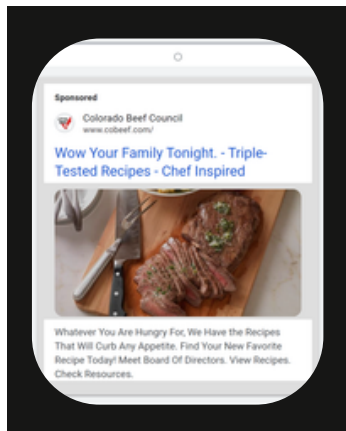 Sponsored
Colorado Beef Council
www.cobeef.com/
Wow Your Family Tonight. - Triple-
Tested Recipes - Chef Inspired
Whatever You Are Hungry For, We Have the Recipes
That Will Curb Any Appetite. Find Your New Favorite
Recipe Today! Meet Board Of Directors. View Recipes.
Check Resources.